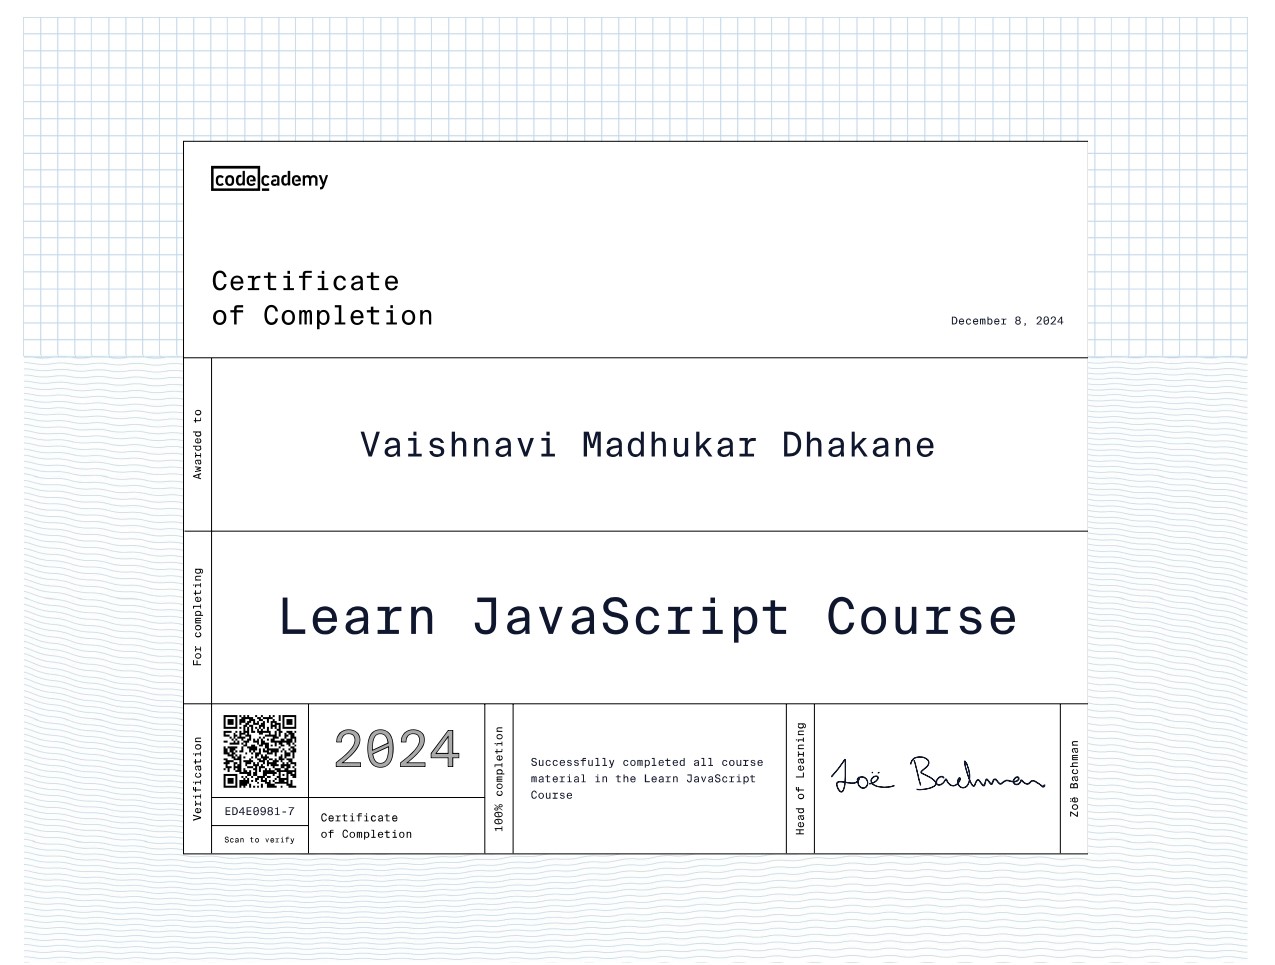 codecademy
Certificate
of Completion
December 8, 2024
Awarded to
Vaishnavi Madhukar Dhakane
For completing
Learn JavaScript Course
Verification
ED4E0981-7
Scan to verify
2024
Certificate
of Completion
100% completion
Successfully completed all course
material in the Learn JavaScript
Course
Head of Learning
Zoë Bachman
Zoë Bachman